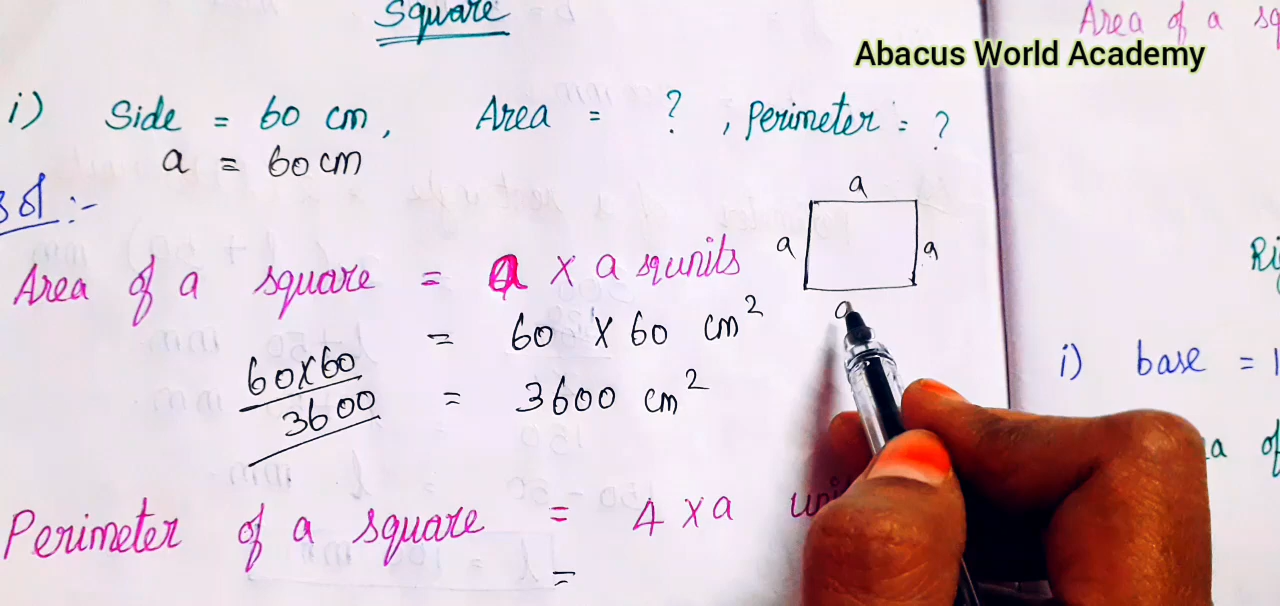 Square
Area of a sq
Abacus World Academy
i) Side = 60 cm, Area = ? , Perimeter = ?
a = 60 cm
Sol :-
a
a
a
a
Area of a square = a x a squnits
= 60 x 60 cm²
60x60
3600
= 3600 cm²
Perimeter of a square = 4 x a
=
Ri
i) base = 1
a of